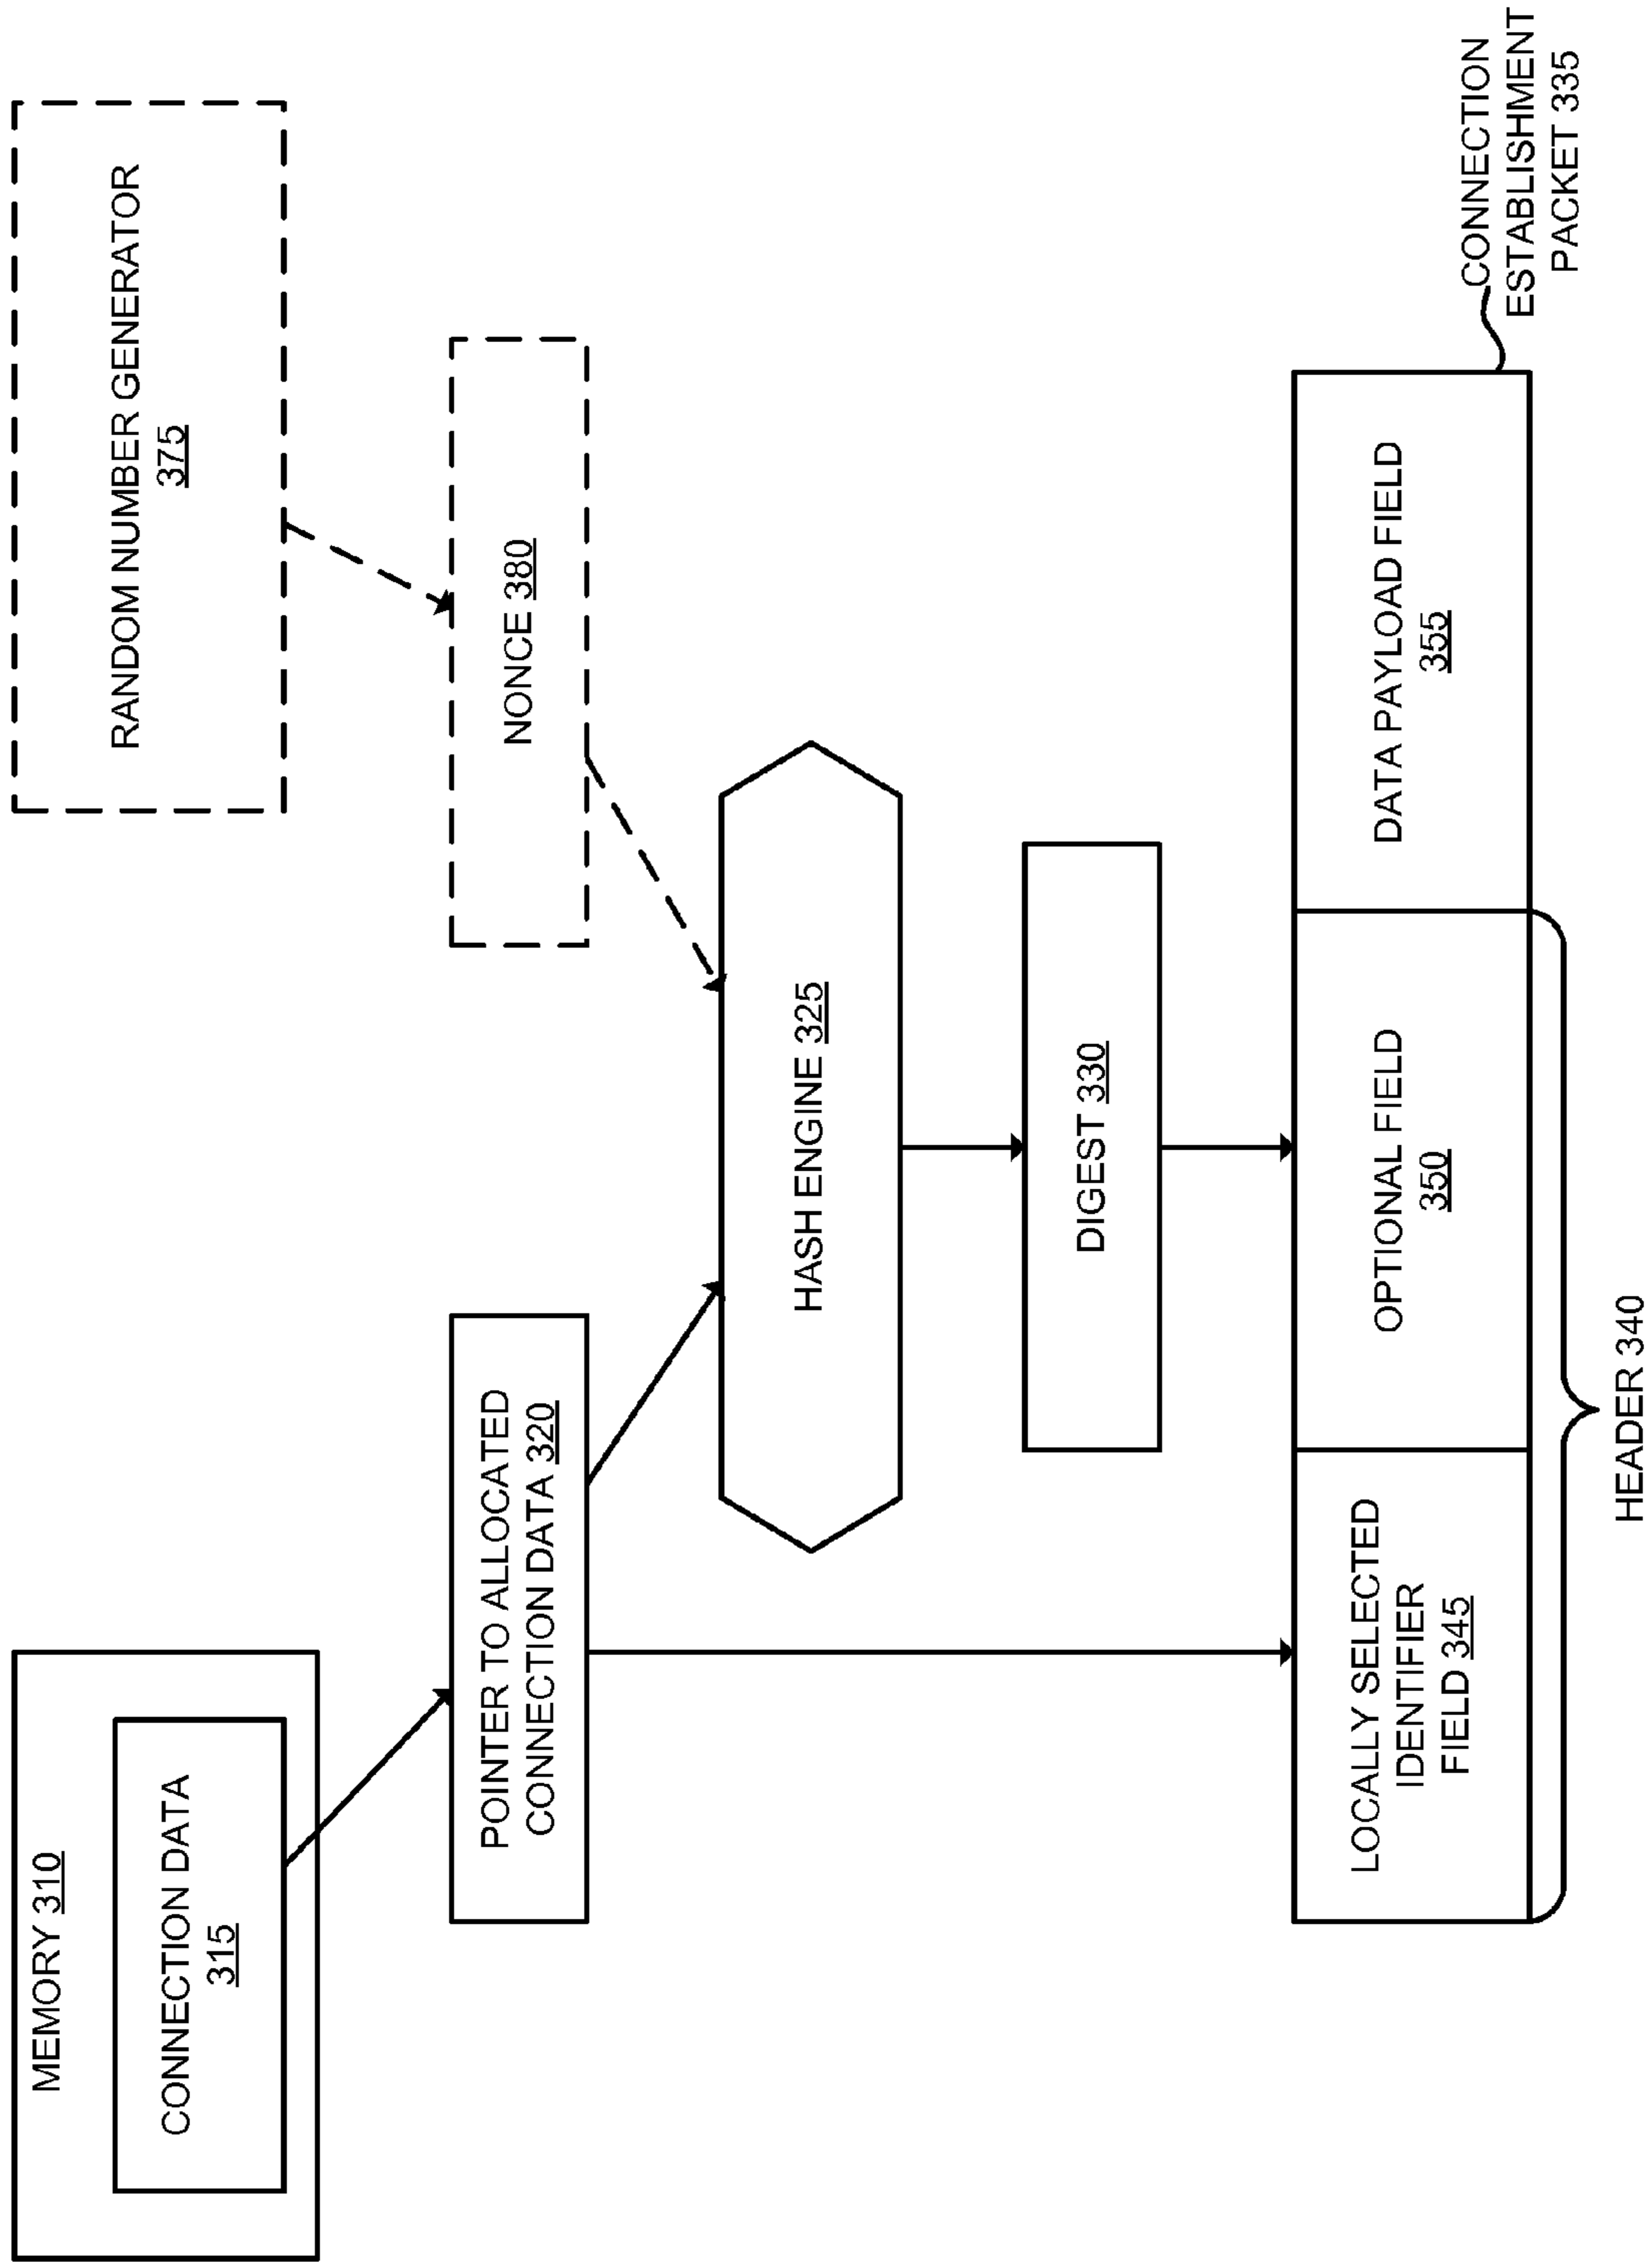 MEMORY 310
CONNECTION DATA
315
RANDOM NUMBER GENERATOR
375
POINTER TO ALLOCATED
CONNECTION DATA 320
NONCE 380
HASH ENGINE 325
DIGEST 330
LOCALLY SELECTED
IDENTIFIER
FIELD 345
OPTIONAL FIELD
350
DATA PAYLOAD FIELD
355
CONNECTION
ESTABLISHMENT
PACKET 335
HEADER 340